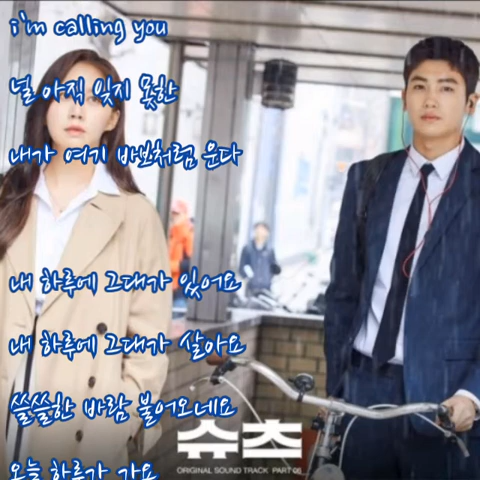 i'm calling you
널 아직 잊지 못한
내가 여기 바보처럼 운다
내 하루에 그대가 있어요
내 하루에 그대가 살아요
쓸쓸한 바람 불어오네요
슈츠
ORIGINAL SOUND TRACK PART 06
오늘 하루가 가요